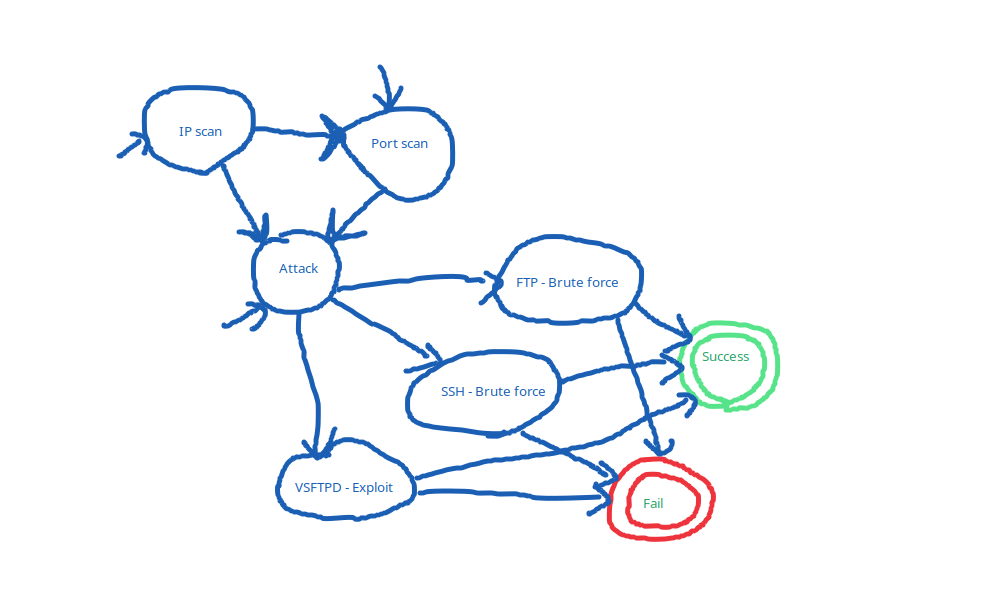 IP scan
Port scan
Attack
FTP - Brute force
Success
SSH - Brute force
VSFTPD - Exploit
Fail